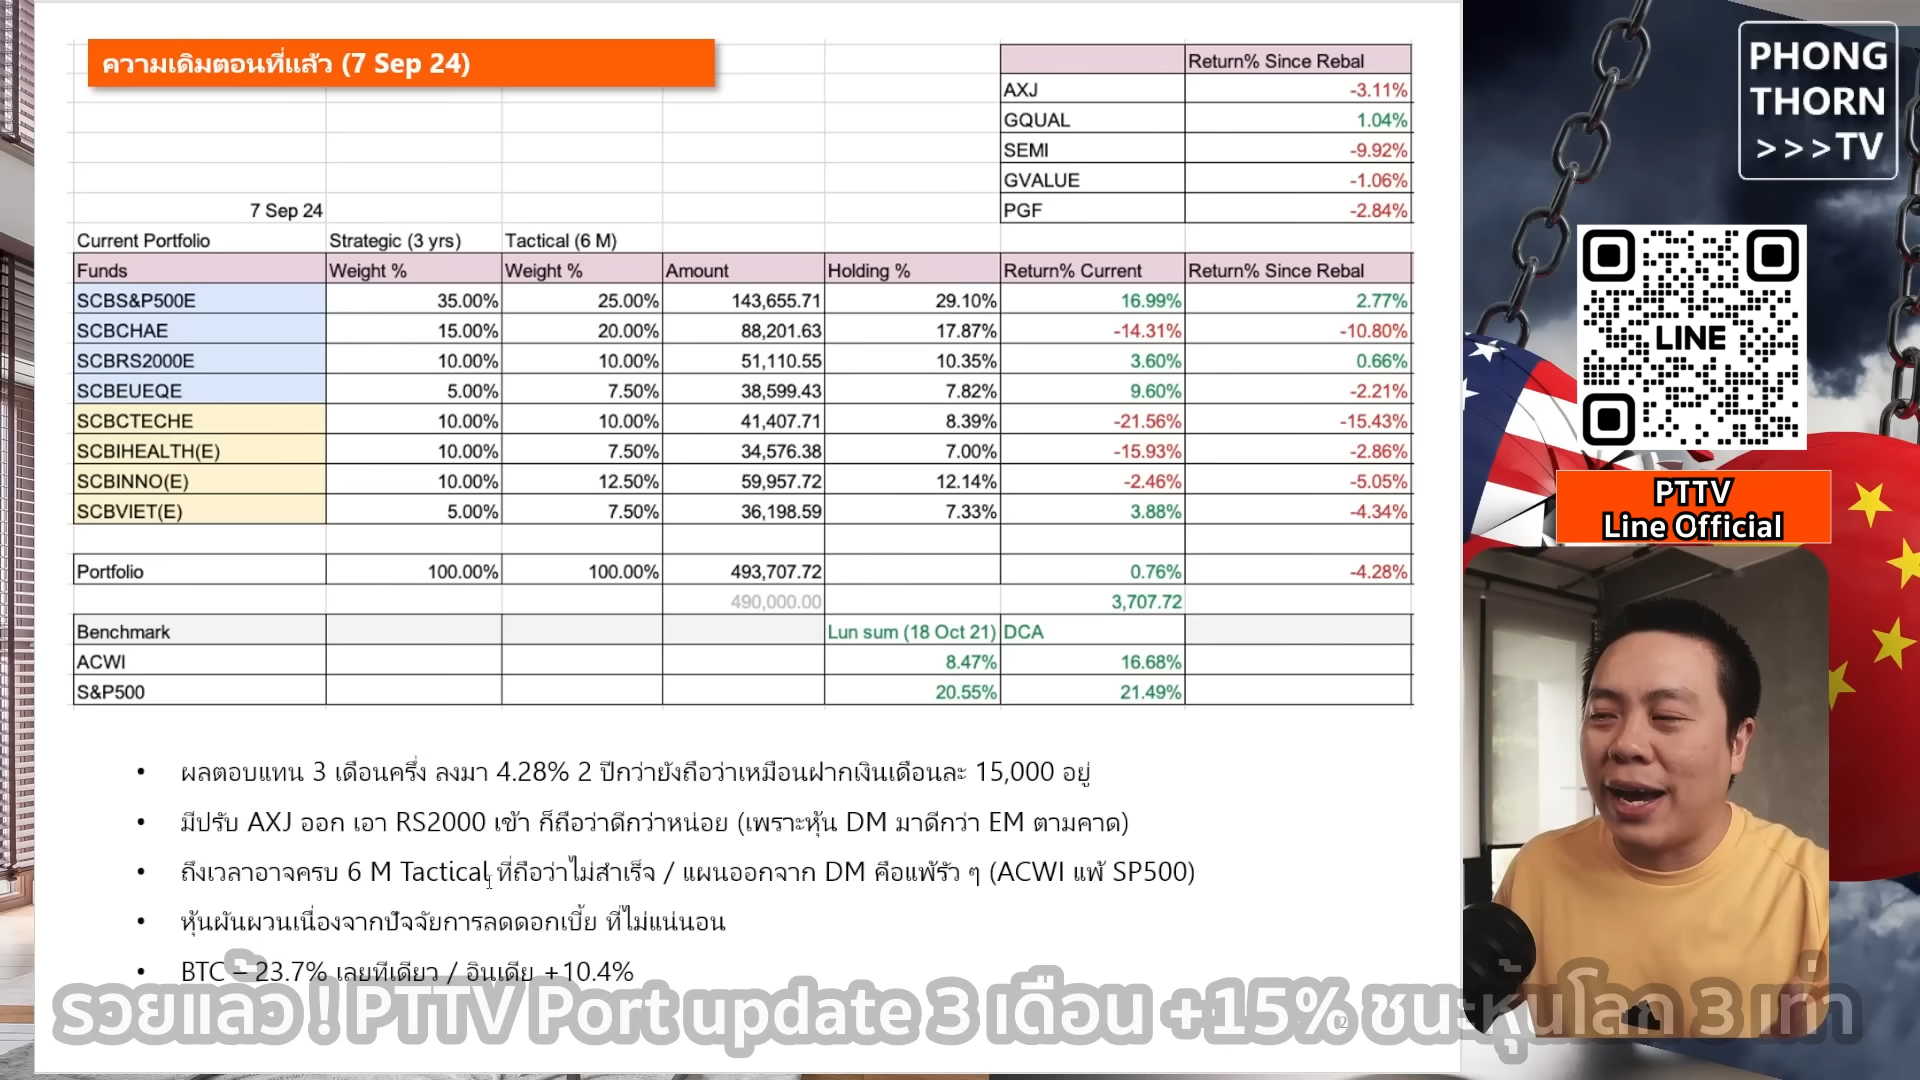 ความเดิมตอนที่แล้ว (7 Sep 24)
Return% Since Rebal
AXJ -3.11%
GQUAL 1.04%
SEMI -9.92%
GVALUE -1.06%
PGF -2.84%
7 Sep 24
Current Portfolio Strategic (3 yrs) Tactical (6 M)
Funds Weight % Weight % Amount Holding % Return% Current Return% Since Rebal
SCBS&P500E 35.00% 25.00% 143,655.71 29.10% 16.99% 2.77%
SCBCHAE 15.00% 20.00% 88,201.63 17.87% -14.31% -10.80%
SCBRS2000E 10.00% 10.00% 51,110.55 10.35% 3.60% 0.66%
SCBEUEQE 5.00% 7.50% 38,599.43 7.82% 9.60% -2.21%
SCBCTECHE 10.00% 10.00% 41,407.71 8.39% -21.56% -15.43%
SCBIHEALTH(E) 10.00% 7.50% 34,576.38 7.00% -15.93% -2.86%
SCBINNO(E) 10.00% 12.50% 59,957.72 12.14% -2.46% -5.05%
SCBVIET(E) 5.00% 7.50% 36,198.59 7.33% 3.88% -4.34%
Portfolio 100.00% 100.00% 493,707.72 0.76% -4.28%
490,000.00 3,707.72
Benchmark Lun sum (18 Oct 21) DCA
ACWI 8.47% 16.68%
S&P500 20.55% 21.49%
• ผลตอบแทน 3 เดือนครึ่ง ลงมา 4.28% 2 ปีกว่ายังถือว่าเหมือนฝากเงินเดือนละ 15,000 อยู่
• มีปรับ AXJ ออก เอา RS2000 เข้า ก็ถือว่าดีกว่าหน่อย (เพราะหุ้น DM มาดีกว่า EM ตามคาด)
• ถึงเวลาอาจครบ 6 M Tactical ที่ถือว่าไม่สำเร็จ / แผนออกจาก DM คือแพ้รัว ๆ (ACWI แพ้ SP500)
• หุ้นผันผวนเนื่องจากปัจจัยการลดดอกเบี้ย ที่ไม่แน่นอน
• BTC – 23.7% เลยทีเดียว / อินเดีย +10.4%
รวยแล้ว ! PTTV Port update 3 เดือน +15% ชนะหุ้นโลก 3 เท่า
PHONG
THORN
>>>TV
LINE
PTTV
Line Official